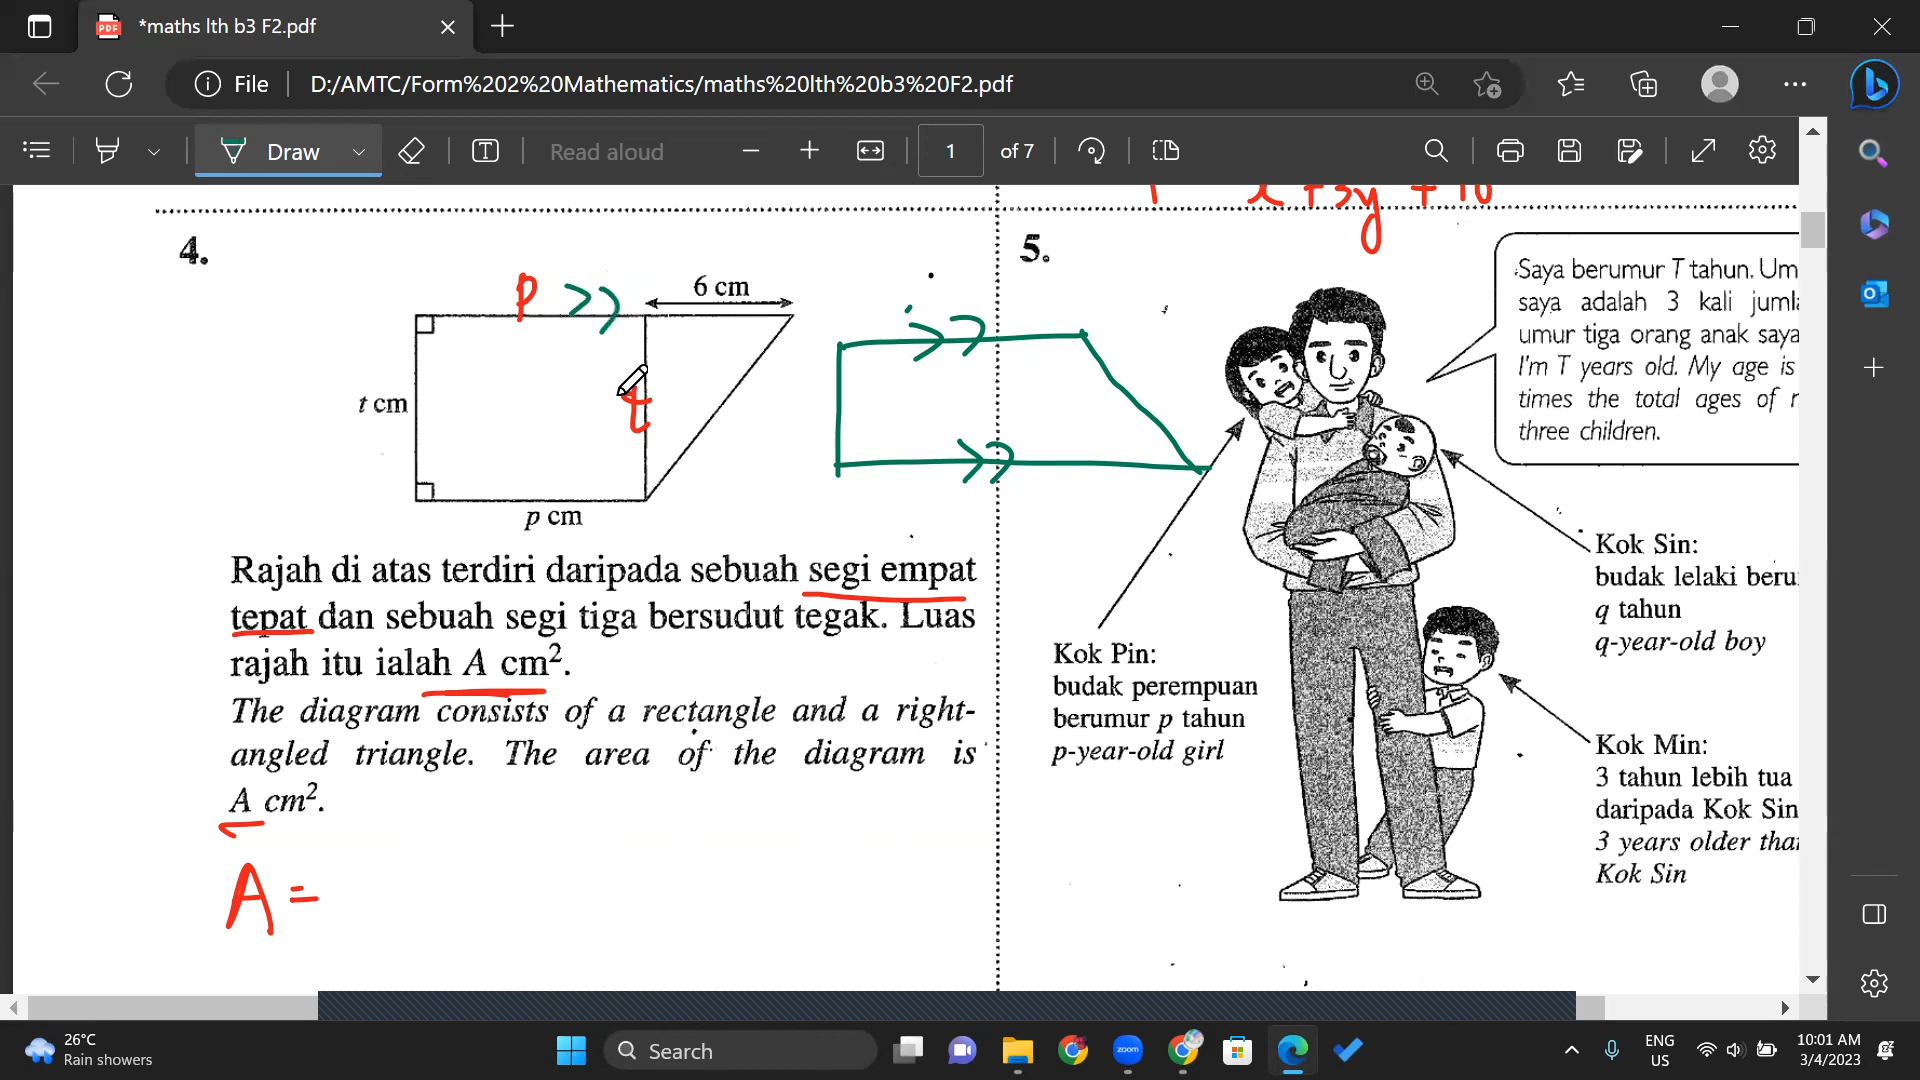 *maths lth b3 F2.pdf
File
D:/AMTC/Form%202%20Mathematics/maths%20lth%20b3%20F2.pdf
Draw
Read aloud
1
of 7
x + 3y + 10
4.
P
6 cm
t cm
t
p cm
Rajah di atas terdiri daripada sebuah segi empat
tepat dan sebuah segi tiga bersudut tegak. Luas
rajah itu ialah A cm².
The diagram consists of a rectangle and a right-
angled triangle. The area of the diagram is
A cm².
A =
5.
Saya berumur T tahun. Um
saya adalah 3 kali juml
umur tiga orang anak saya
I'm T years old. My age is
times the total ages of
three children.
Kok Sin:
budak lelaki beru
q tahun
q-year-old boy
Kok Pin:
budak perempuan
berumur p tahun
p-year-old girl
Kok Min:
3 tahun lebih tua
daripada Kok Sin
3 years older tha
Kok Sin
26°C
Rain showers
Search
zoom
ENG
US
10:01 AM
3/4/2023